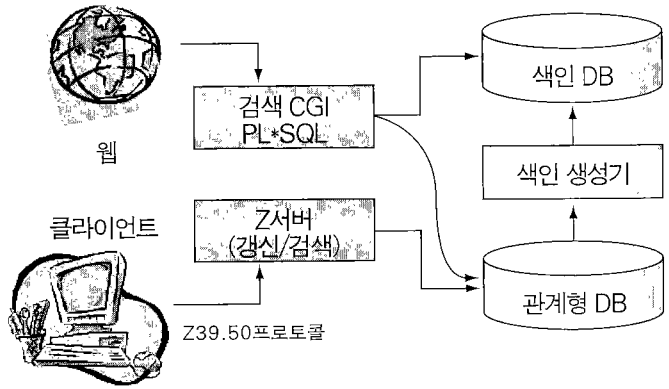 웹
검색 CGI
PL*SQL
색인 DB
색인 생성기
클라이언트
Z서버
(갱신/검색)
관계형 DB
Z39.50프로토콜